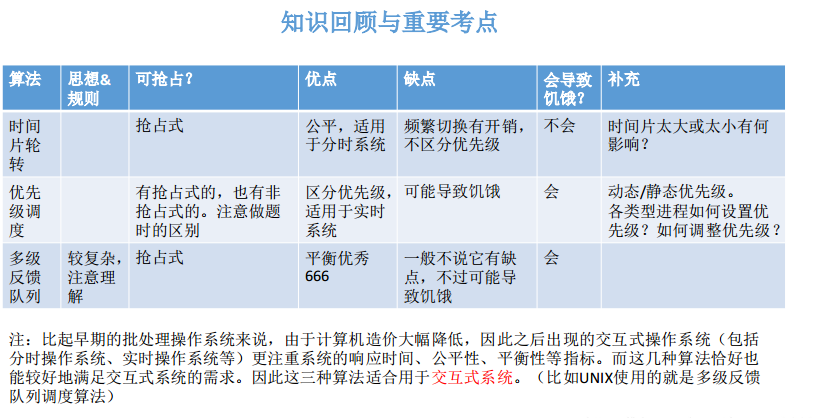 知识回顾与重要考点
算法 思想& 可抢占？ 优点 缺点 会导致 补充
规则 饥饿？
时间 抢占式 公平，适用 频繁切换有开销， 不会 时间片太大或太小有何
片轮 于分时系统 不区分优先级 影响？
转
优先 有抢占式的，也有非 区分优先级， 可能导致饥饿 会 动态/静态优先级。
级调 抢占式的。注意做题 适用于实时 各类型进程如何设置优
度 时的区别 系统 先级？如何调整优先级？
多级 较复杂， 抢占式 平衡优秀 一般不说它有缺 会
反馈 注意理 666 点，不过可能导
队列 解 致饥饿
注：比起早期的批处理操作系统来说，由于计算机造价大幅降低，因此之后出现的交互式操作系统（包括
分时操作系统、实时操作系统等）更注重系统的响应时间、公平性、平衡性等指标。而这几种算法恰好也
能较好地满足交互式系统的需求。因此这三种算法适合用于交互式系统。（比如UNIX使用的就是多级反馈
队列调度算法）